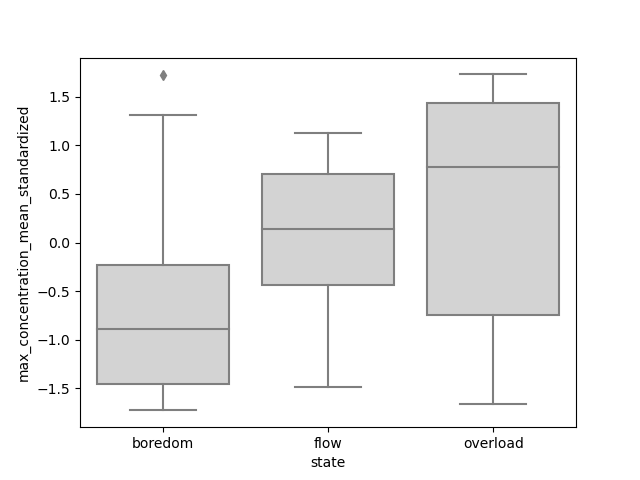 max_concentration_mean_standardized
1.5
1.0
0.5
0.0
−0.5
−1.0
−1.5
boredom
flow
overload
state